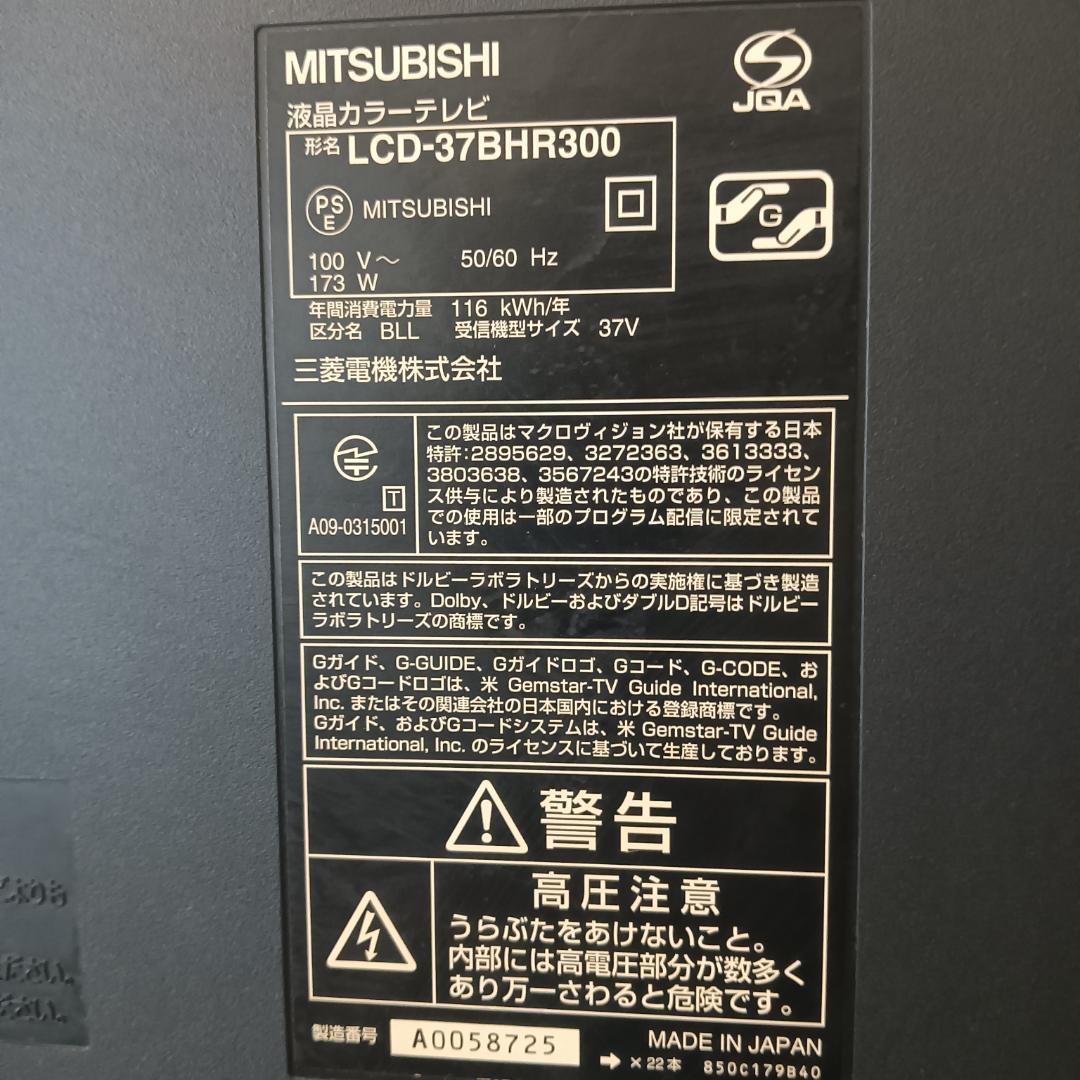 MITSUBISHI
JQA
液晶カラーテレビ
形名 LCD-37BHR300
PSE MITSUBISHI
G
100 V～ 50/60 Hz
173 W
年間消費電力量 116 kWh/年
区分名 BLL 受信機型サイズ 37V
三菱電機株式会社
T
A09-0315001
この製品はマクロヴィジョン社が保有する日本
特許:2895629、3272363、3613333、
3803638、3567243の特許技術のライセン
ス供与により製造されたものであり、この製品
での使用は一部のプログラム配信に限定されて
います。
この製品はドルビーラボラトリーズからの実施権に基づき製造
されています。Dolby、ドルビーおよびダブルD記号はドルビー
ラボラトリーズの商標です。
Gガイド、G-GUIDE、Gガイドロゴ、Gコード、G-CODE、お
よびGコードロゴは、米 Gemstar-TV Guide International,
Inc. またはその関連会社の日本国内における登録商標です。
Gガイド、およびGコードシステムは、米 Gemstar-TV Guide
International, Inc. のライセンスに基づいて生産しております。
警告
高圧注意
うらぶたをあけないこと。
内部には高電圧部分が数多く
あり万一さわると危険です。
製造番号 A0058725
MADE IN JAPAN
➡ ×22本 850C179B40
ださい。
さい。